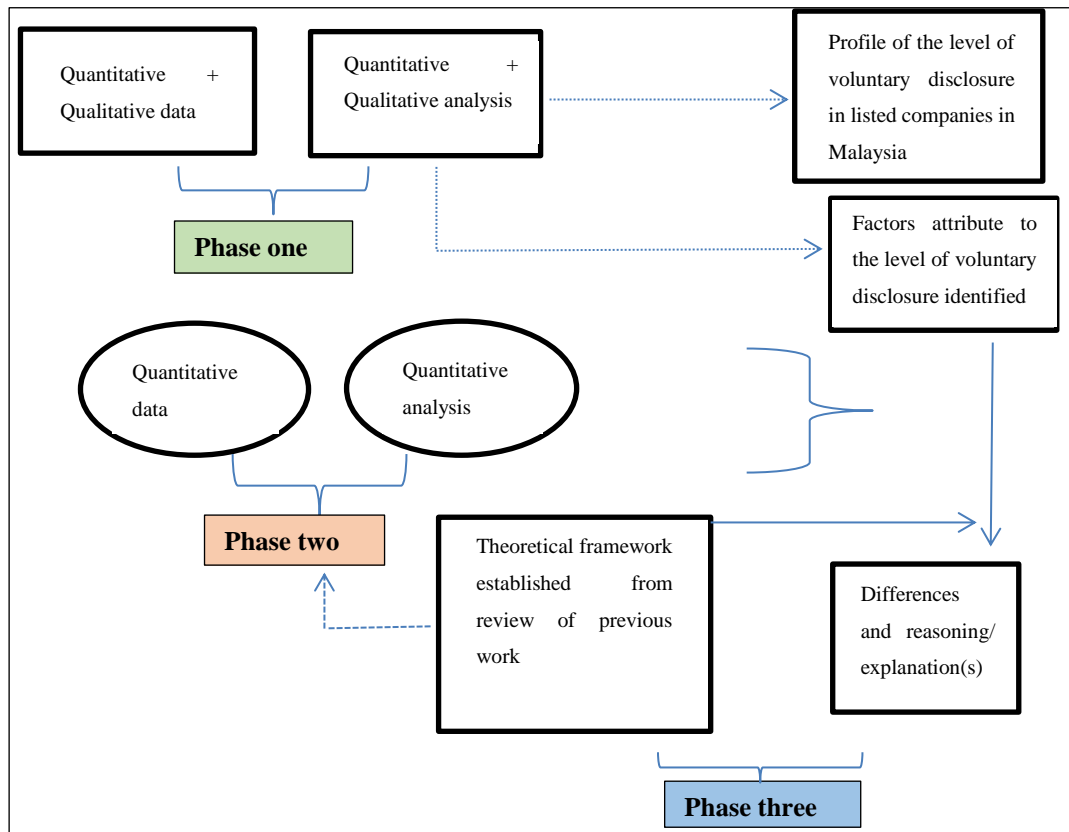 Quantitative +
Qualitative data
Quantitative +
Qualitative analysis
Profile of the level of
voluntary disclosure
in listed companies in
Malaysia
Phase one
Factors attribute to
the level of voluntary
disclosure identified
Quantitative
data
Quantitative
analysis
Phase two
Theoretical framework
established from
review of previous
work
Differences
and reasoning/
explanation(s)
Phase three